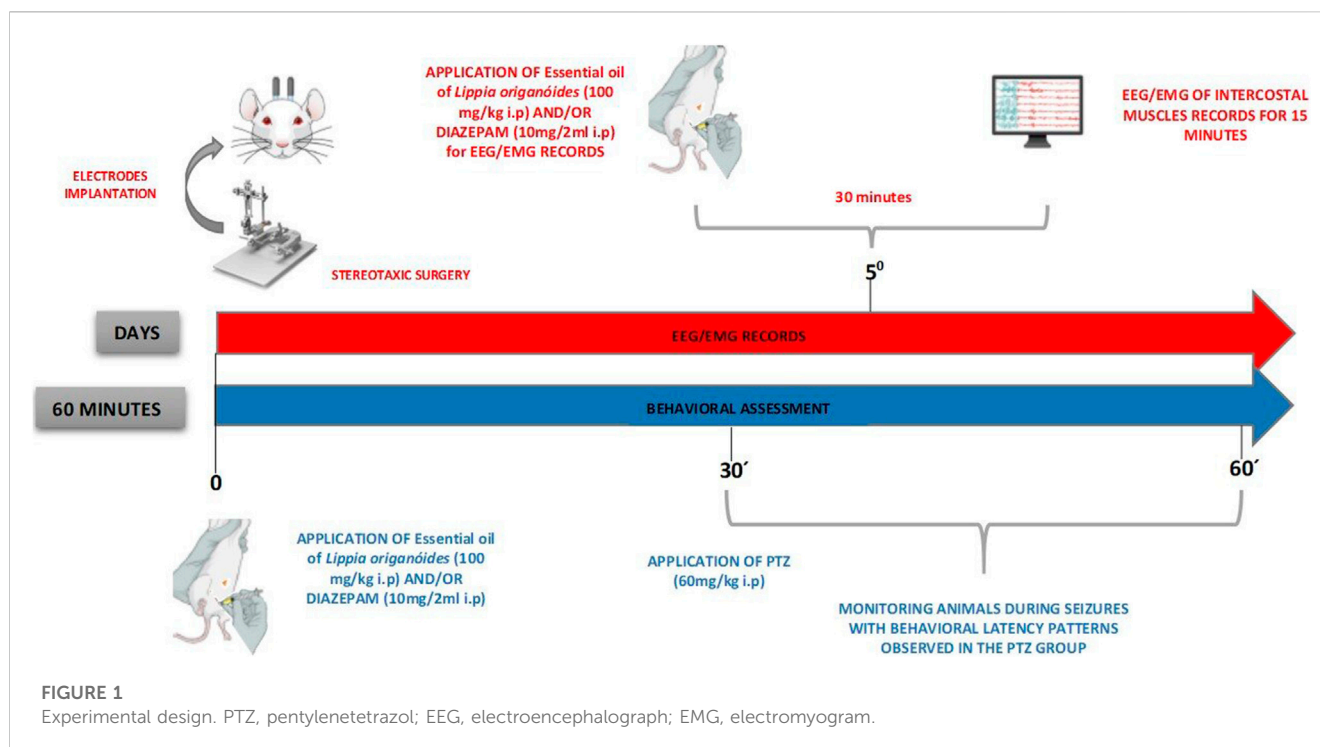 APPLICATION OF Essential oil
of Lippia origanóides (100
mg/kg i.p) AND/OR
DIAZEPAM (10mg/2ml i.p)
for EEG/EMG RECORDS
EEG/EMG OF INTERCOSTAL
MUSCLES RECORDS FOR 15
MINUTES
ELECTRODES
IMPLANTATION
30 minutes
STEREOTAXIC SURGERY
5⁰
DAYS
EEG/EMG RECORDS
60 MINUTES
BEHAVIORAL ASSESSMENT
0
30´
60´
APPLICATION OF Essential oil
of Lippia origanóides (100
mg/kg i.p) AND/OR
DIAZEPAM (10mg/2ml i.p)
APPLICATION OF PTZ
(60mg/kg i.p)
MONITORING ANIMALS DURING SEIZURES
WITH BEHAVIORAL LATENCY PATTERNS
OBSERVED IN THE PTZ GROUP
FIGURE 1
Experimental design. PTZ, pentylenetetrazol; EEG, electroencephalograph; EMG, electromyogram.